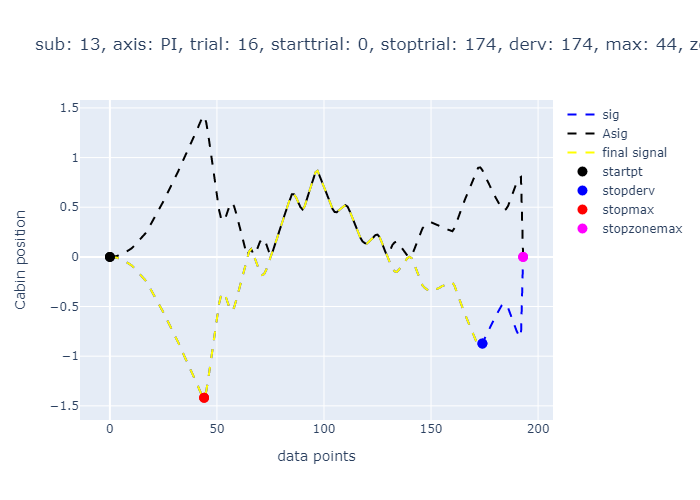 sub: 13, axis: PI, trial: 16, starttrial: 0, stoptrial: 174, derv: 174, max: 44,
1.5
1
0.5
0
−0.5
−1
−1.5
0
50
100
150
200
data points
Cabin position
sig
Asig
final signal
startpt
stopderv
stopmax
stopzonemax